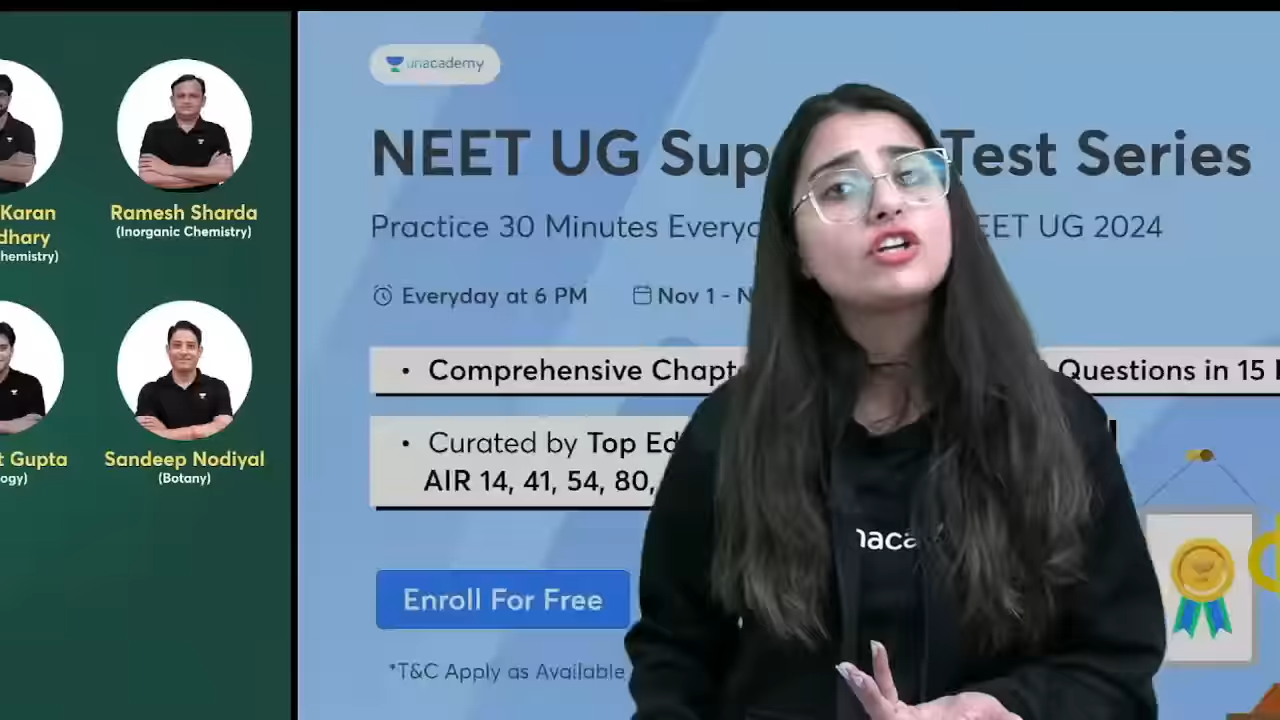 Karan
dhary
hemistry)
Ramesh Sharda
(Inorganic Chemistry)
t Gupta
ogy)
Sandeep Nodiyal
(Botany)
unacademy
NEET UG Sup Test Series
Practice 30 Minutes Everyd EET UG 2024
Everyday at 6 PM
Nov 1 - N
• Comprehensive Chapt Questions in 15
• Curated by Top Ed
AIR 14, 41, 54, 80,
Enroll For Free
*T&C Apply as Available
naca